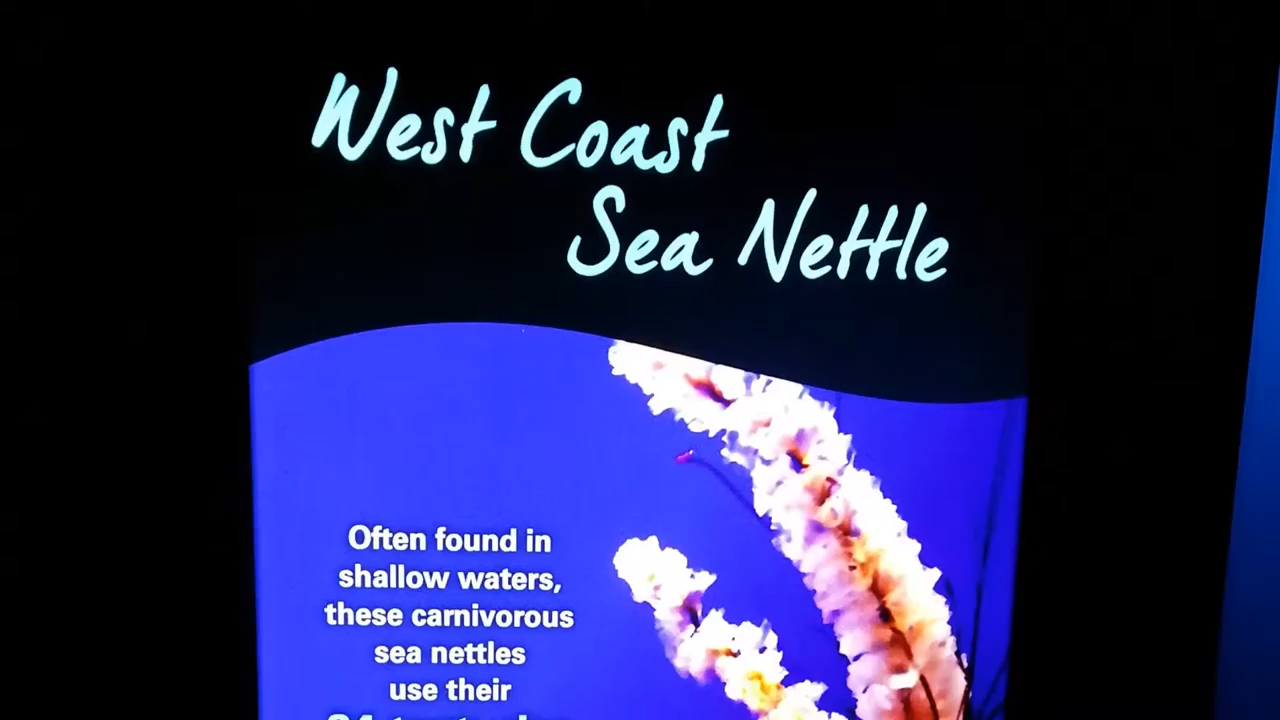 West Coast
Sea Nettle
Often found in
shallow waters,
these carnivorous
sea nettles
use their